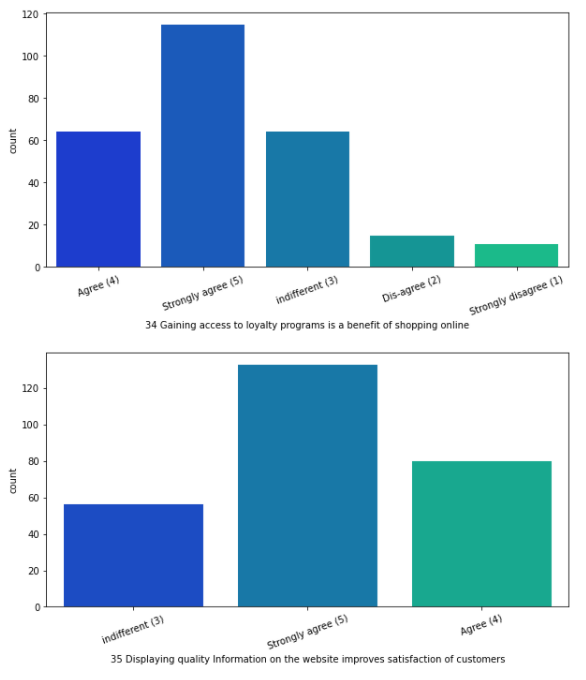 120
100
80
60
40
20
0
count
Agree (4)
Strongly agree (5)
indifferent (3)
Dis-agree (2)
Strongly disagree (1)
34 Gaining access to loyalty programs is a benefit of shopping online
120
100
80
60
40
20
0
count
indifferent (3)
Strongly agree (5)
Agree (4)
35 Displaying quality Information on the website improves satisfaction of customers